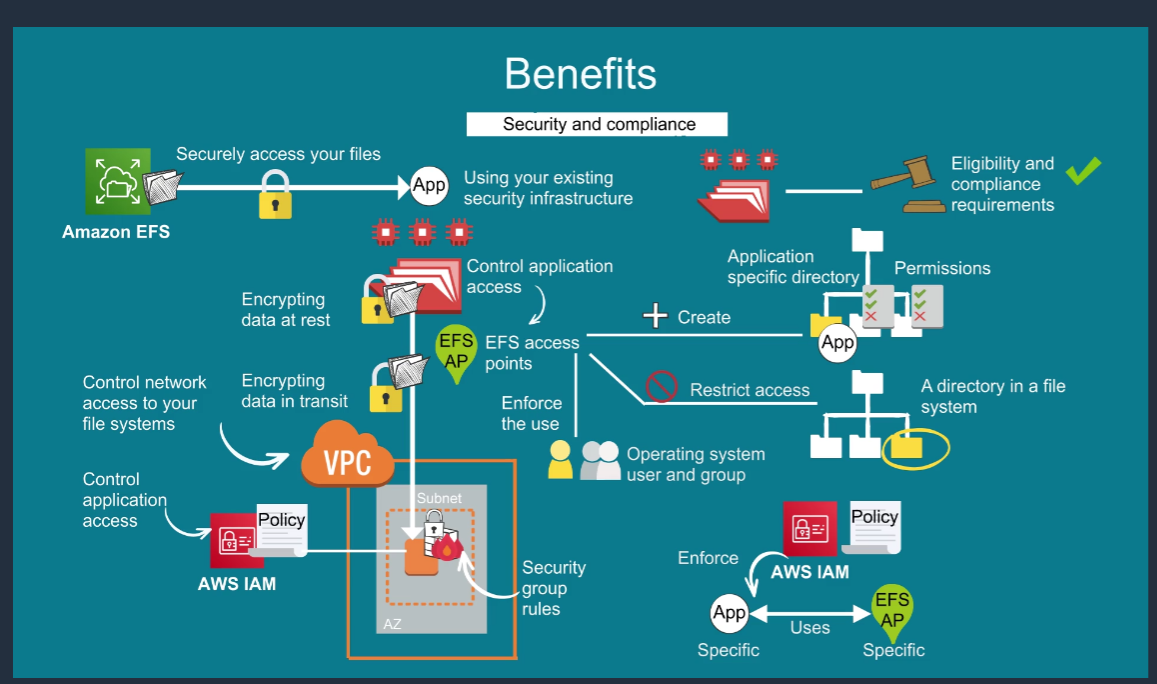 Benefits
Security and compliance
Securely access your files
App
Using your existing
security infrastructure
Amazon EFS
Eligibility and
compliance
requirements
Control application
access
Encrypting
data at rest
EFS
AP
EFS access
points
Encrypting
data in transit
Application
specific directory
Permissions
Create
App
Restrict access
A directory in a file
system
Enforce
the use
Operating system
user and group
Control network
access to your
file systems
VPC
Control
application
access
Policy
AWS IAM
Subnet
AZ
Security
group
rules
Policy
AWS IAM
Enforce
App
Uses
EFS
AP
Specific
Specific